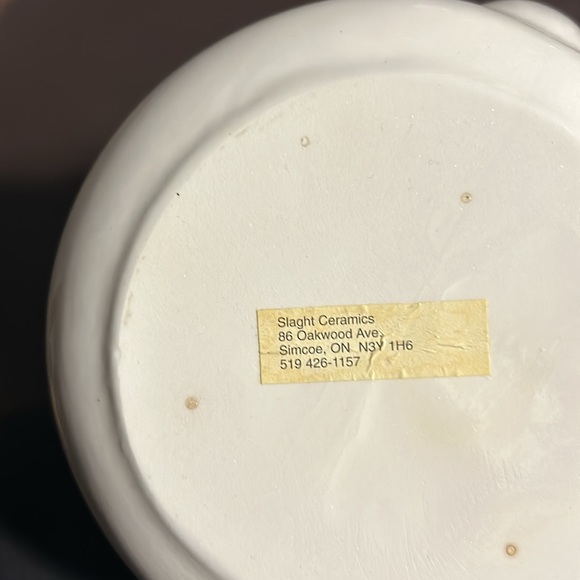 Slaght Ceramics
86 Oakwood Ave.
Simcoe, ON N3Y 1H6
519 426-1157